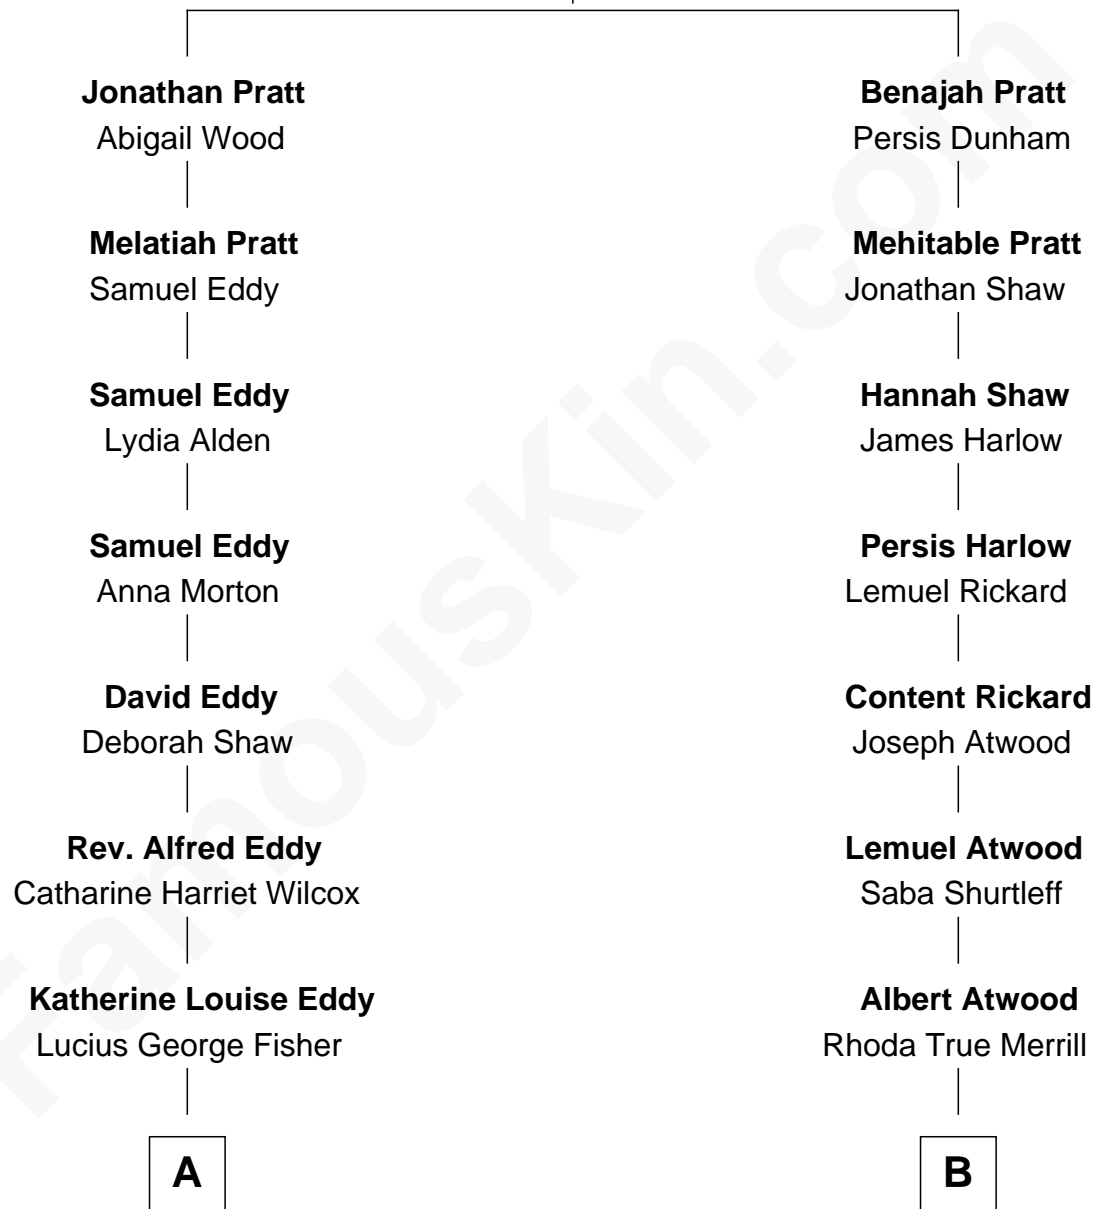 Jonathan Pratt
Abigail Wood
Melatiah Pratt
Samuel Eddy
Samuel Eddy
Lydia Alden
Samuel Eddy
Anna Morton
David Eddy
Deborah Shaw
Rev. Alfred Eddy
Catharine Harriet Wilcox
Katherine Louise Eddy
Lucius George Fisher
A
Benajah Pratt
Persis Dunham
Mehitable Pratt
Jonathan Shaw
Hannah Shaw
James Harlow
Persis Harlow
Lemuel Rickard
Content Rickard
Joseph Atwood
Lemuel Atwood
Saba Shurtleff
Albert Atwood
Rhoda True Merrill
B
FamousKin.com